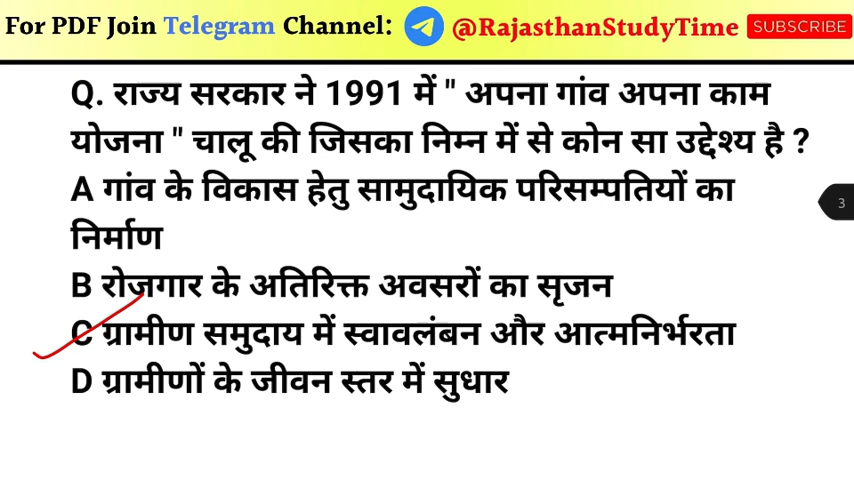 For PDF Join Telegram Channel: @RajasthanStudyTime SUBSCRIBE
Q. राज्य सरकार ने 1991 में " अपना गांव अपना काम
योजना " चालू की जिसका निम्न में से कोन सा उद्देश्य है ?
A गांव के विकास हेतु सामुदायिक परिसम्पतियों का
निर्माण
3
B रोजगार के अतिरिक्त अवसरों का सृजन
C ग्रामीण समुदाय में स्वावलंबन और आत्मनिर्भरता
D ग्रामीणों के जीवन स्तर में सुधार